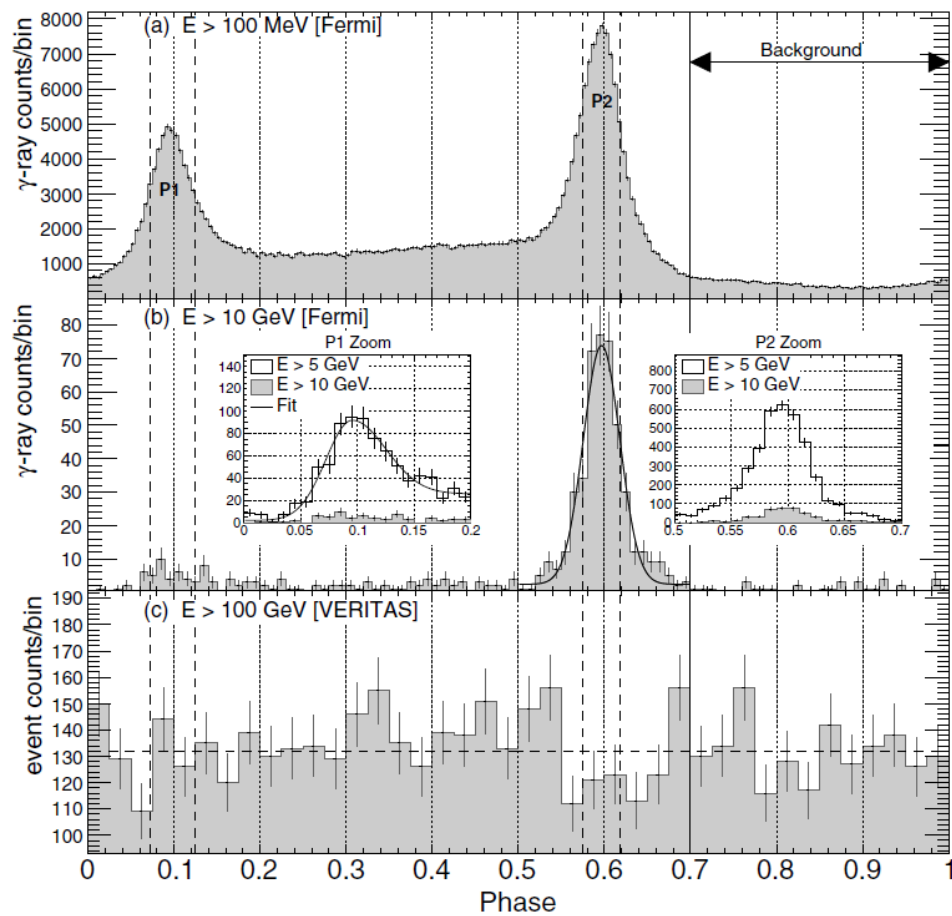 (a) E > 100 MeV [Fermi]
Background
P1
P2
γ-ray counts/bin
8000
7000
6000
5000
4000
3000
2000
1000
(b) E > 10 GeV [Fermi]
γ-ray counts/bin
80
70
60
50
40
30
20
10
P1 Zoom
E > 5 GeV
E > 10 GeV
Fit
140
120
100
80
60
40
20
0
0 0.05 0.1 0.15 0.2
P2 Zoom
E > 5 GeV
E > 10 GeV
800
700
600
500
400
300
200
100
0
0.5 0.55 0.6 0.65 0.7
(c) E > 100 GeV [VERITAS]
event counts/bin
190
180
170
160
150
140
130
120
110
100
0 0.1 0.2 0.3 0.4 0.5 0.6 0.7 0.8 0.9 1
Phase